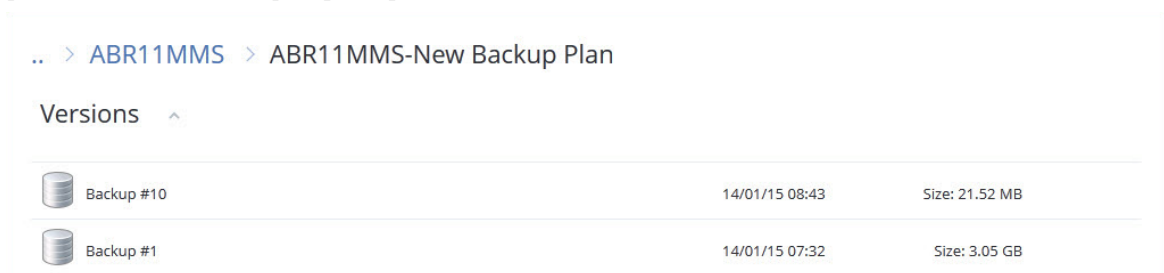 .. > ABR11MMS > ABR11MMS-New Backup Plan
Versions
Backup #10 14/01/15 08:43 Size: 21.52 MB
Backup #1 14/01/15 07:32 Size: 3.05 GB